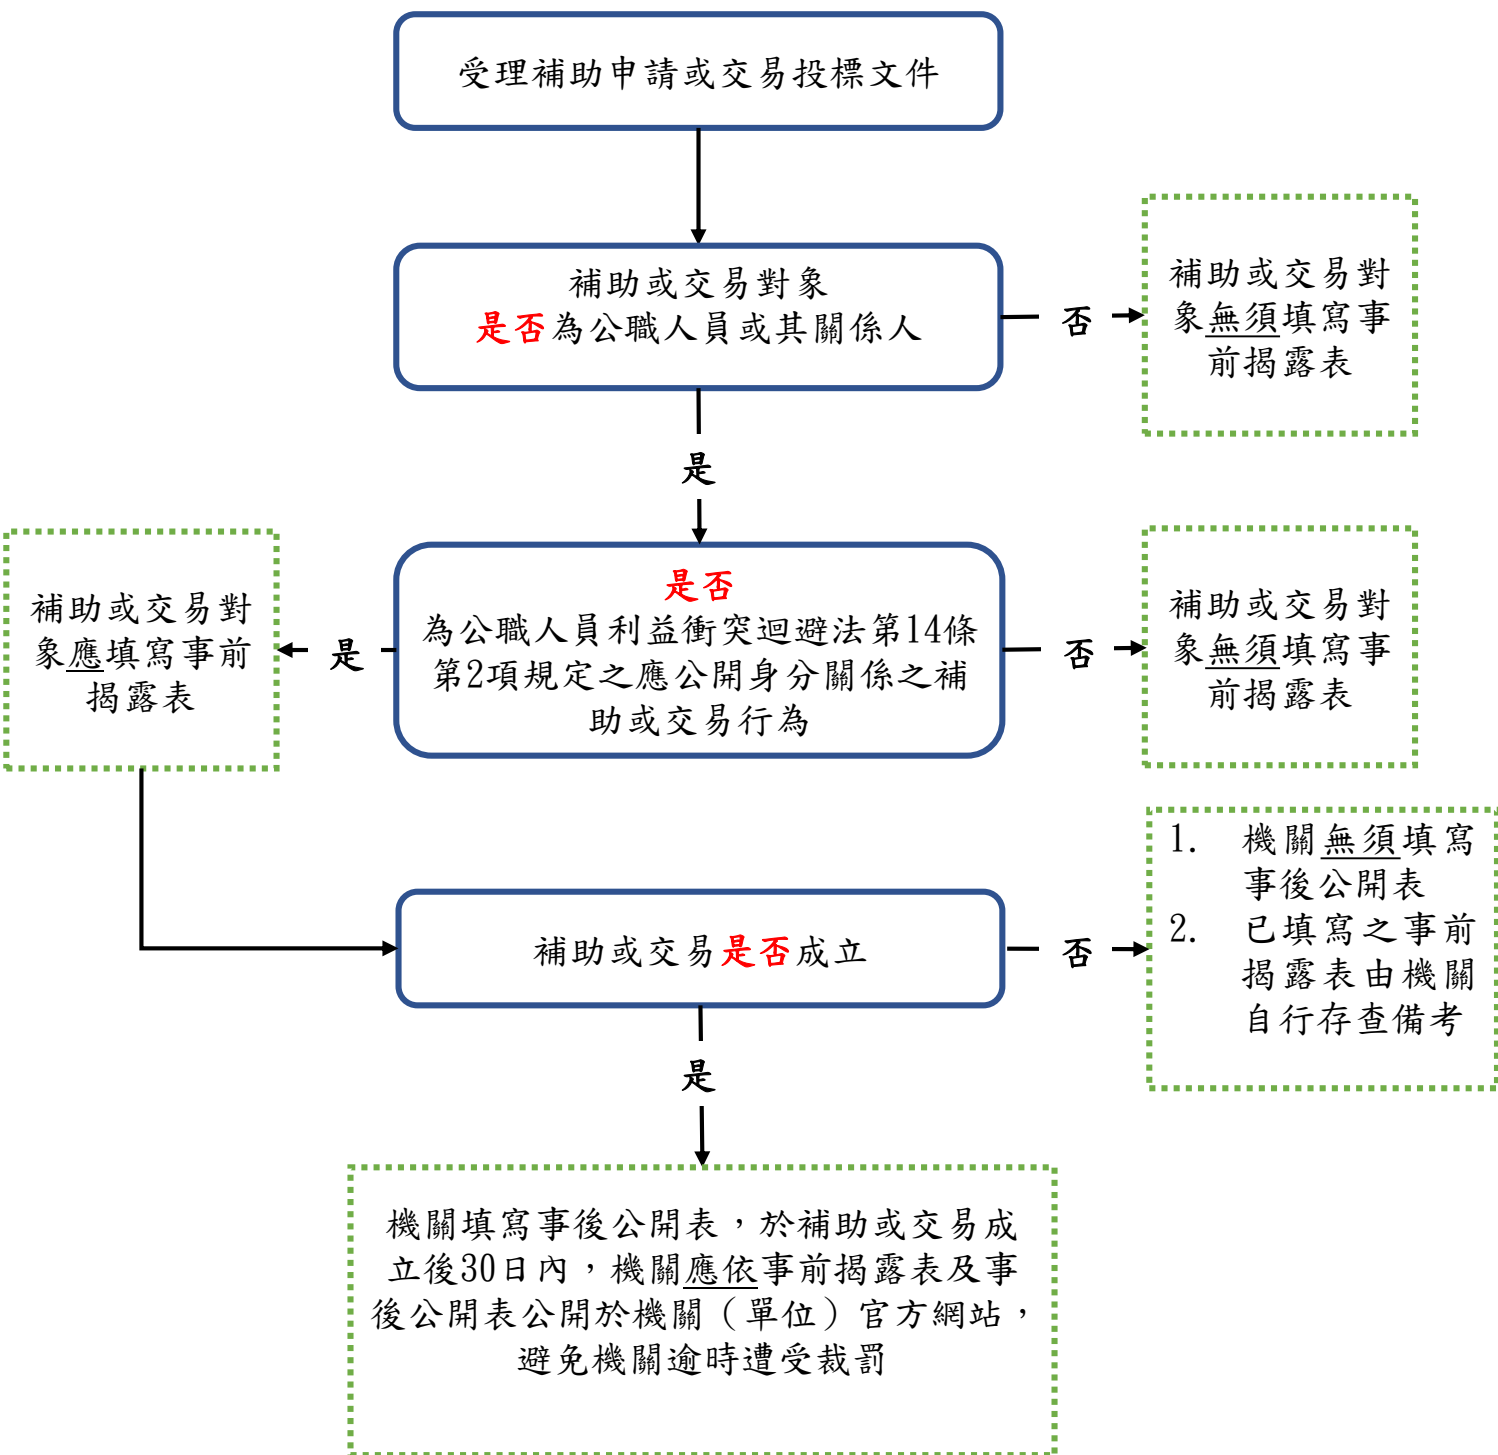 受理補助申請或交易投標文件
補助或交易對象
是否為公職人員或其關係人
否
補助或交易對
象無須填寫事
前揭露表
是
是否
為公職人員利益衝突迴避法第14條
第2項規定之應公開身分關係之補
助或交易行為
是
補助或交易對
象應填寫事前
揭露表
否
補助或交易對
象無須填寫事
前揭露表
補助或交易是否成立
否
1. 機關無須填寫
事後公開表
2. 已填寫之事前
揭露表由機關
自行存查備考
是
機關填寫事後公開表，於補助或交易成
立後30日內，機關應依事前揭露表及事
後公開表公開於機關（單位）官方網站，
避免機關逾時遭受裁罰